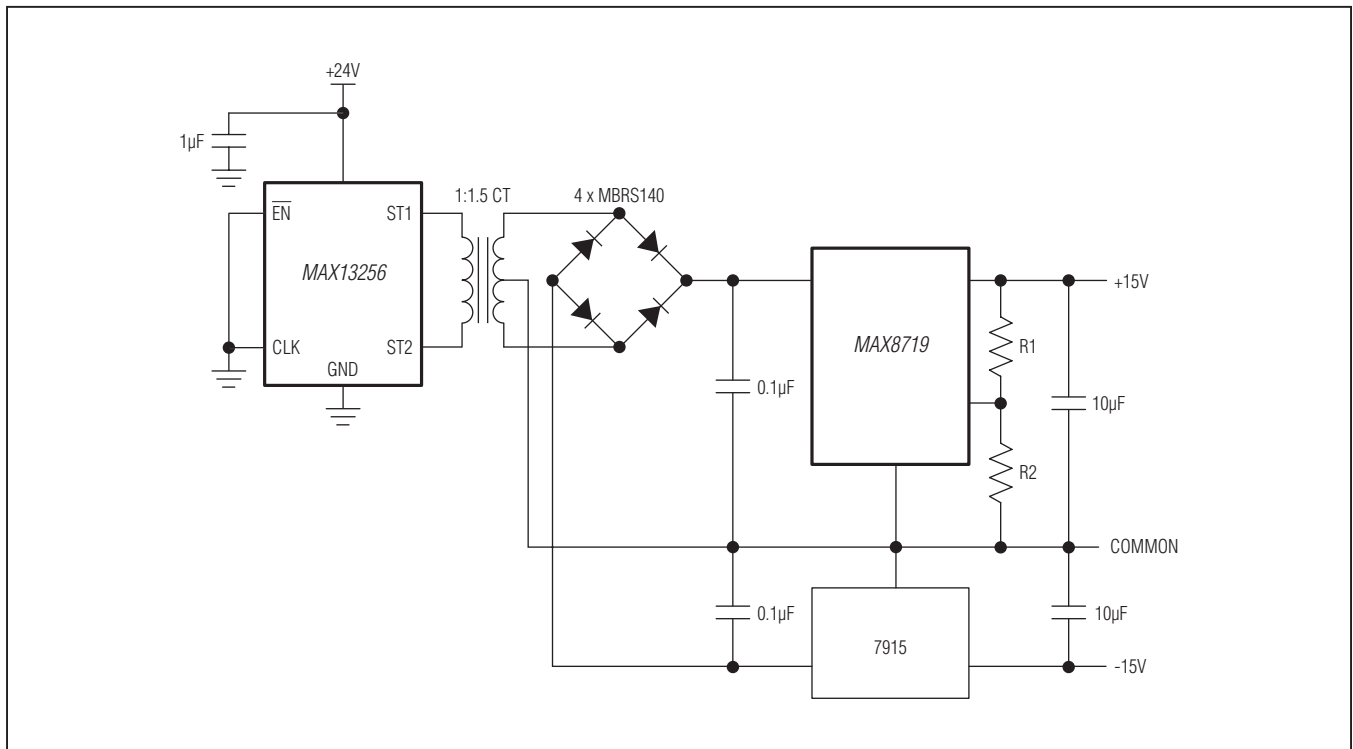 +24V
1µF
1:1.5 CT
4 x MBRS140
E̅N̅
ST1
MAX13256
CLK
ST2
GND
+15V
MAX8719
R1
0.1µF
10µF
R2
COMMON
0.1µF
7915
10µF
-15V